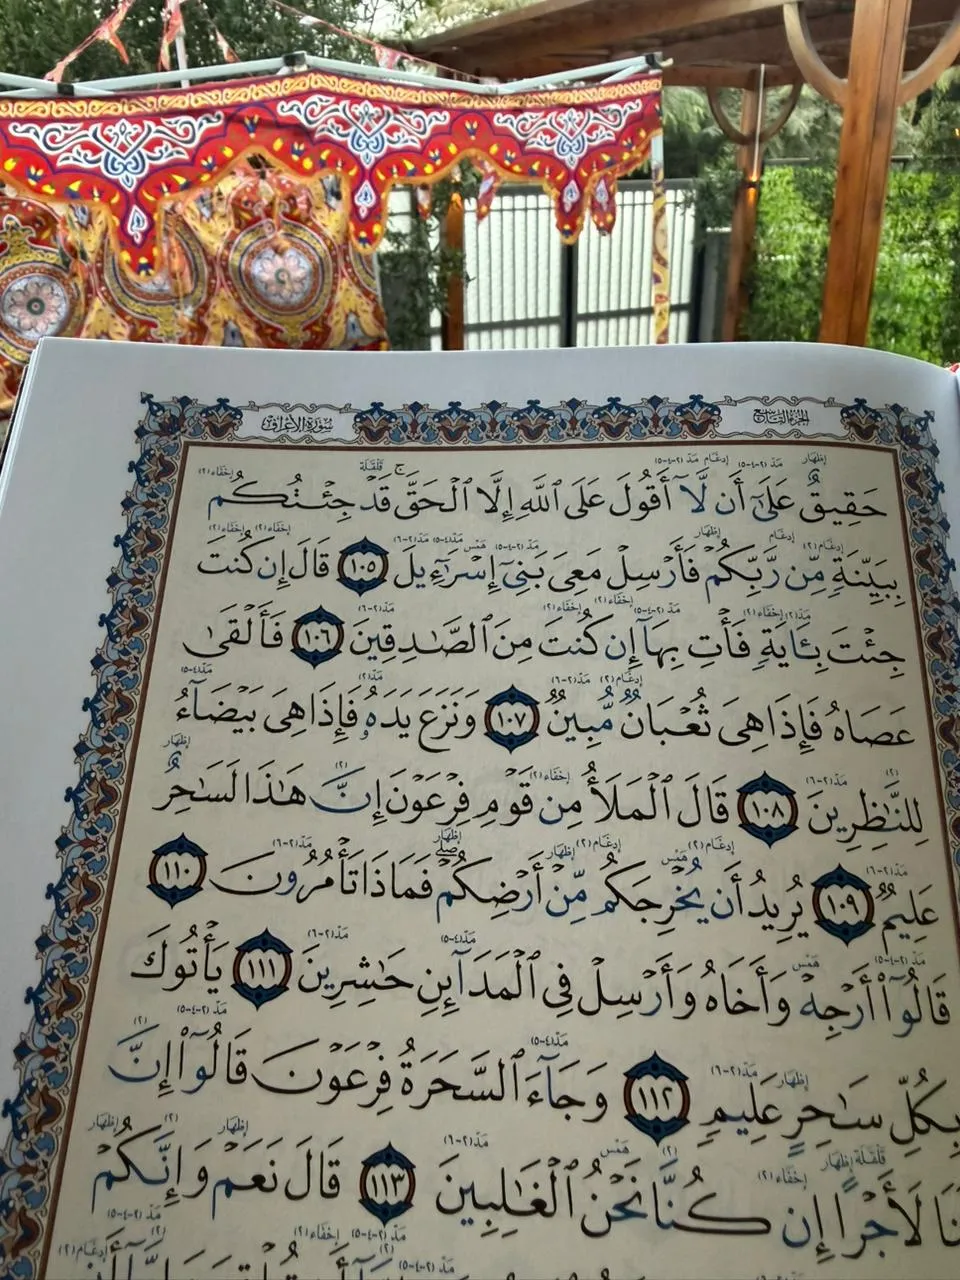 الجزء التاسع
سورة الأعراف
حَقِيقٌ عَلَىٰٓ أَن لَّآ أَقُولَ عَلَى ٱللَّهِ إِلَّا ٱلْحَقَّ ۚ قَدْ جِئْتُكُم
بِبَيِّنَةٍ مِّن رَّبِّكُمْ فَأَرْسِلْ مَعِىَ بَنِىٓ إِسْرَٰٓءِيلَ ١٠٥ قَالَ إِن كُنتَ
جِئْتَ بِـَٔايَةٍ فَأْتِ بِهَآ إِن كُنتَ مِنَ ٱلصَّـٰدِقِينَ ١٠٦ فَأَلْقَىٰ
عَصَاهُ فَإِذَا هِىَ ثُعْبَانٌ مُّبِينٌ ١٠٧ وَنَزَعَ يَدَهُۥ فَإِذَا هِىَ بَيْضَآءُ
لِلنَّـٰظِرِينَ ١٠٨ قَالَ ٱلْمَلَأُ مِن قَوْمِ فِرْعَوْنَ إِنَّ هَـٰذَا لَسَـٰحِرٌ
عَلِيمٌ ١٠٩ يُرِيدُ أَن يُخْرِجَكُم مِّنْ أَرْضِكُمْ ۖ فَمَاذَا تَأْمُرُونَ ١١٠
قَالُوٓا۟ أَرْجِهْ وَأَخَاهُ وَأَرْسِلْ فِى ٱلْمَدَآئِنِ حَـٰشِرِينَ ١١١ يَأْتُوكَ
بِكُلِّ سَـٰحِرٍ عَلِيمٍ ١١٢ وَجَآءَ ٱلسَّحَرَةُ فِرْعَوْنَ قَالُوٓا۟ إِنَّ
لَنَا لَأَجْرًا إِن كُنَّا نَحْنُ ٱلْغَـٰلِبِينَ ١١٣ قَالَ نَعَمْ وَإِنَّكُمْ